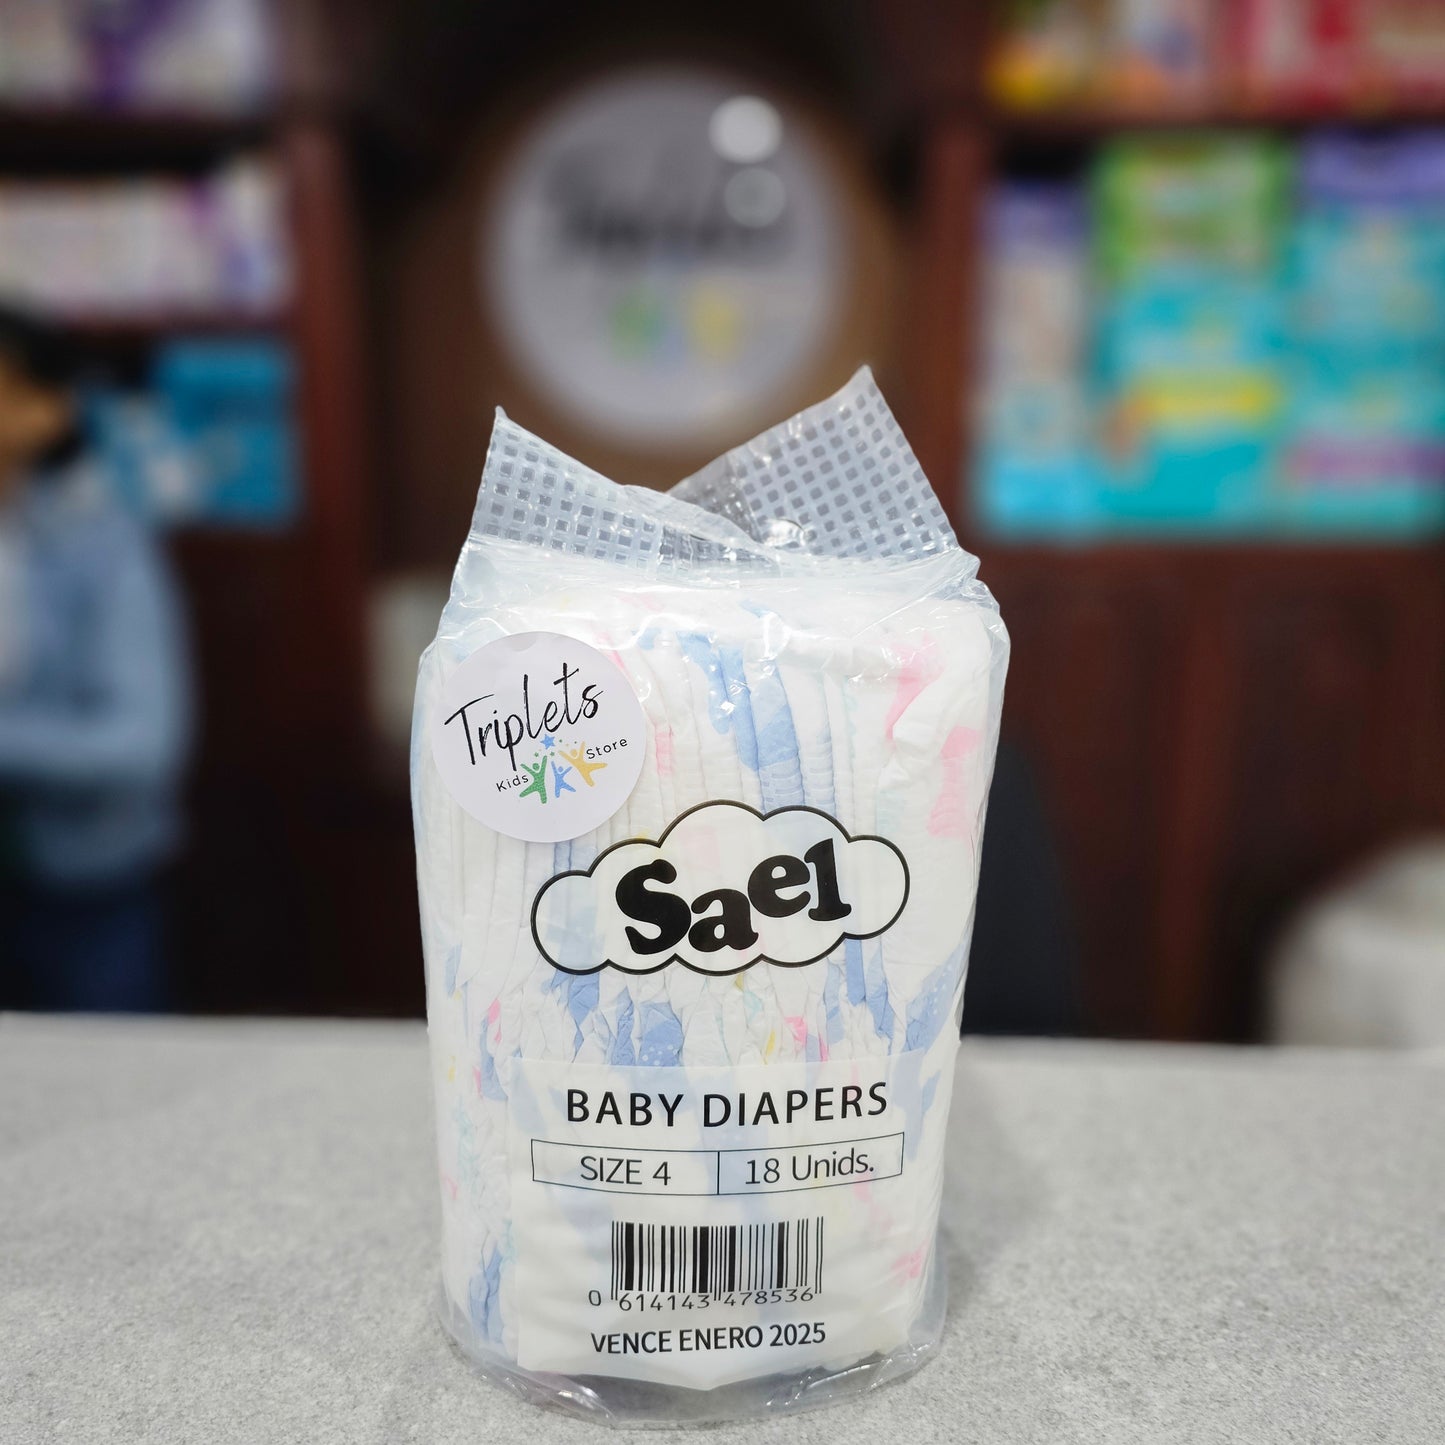 Triplets
Kids Store
Sael
BABY DIAPERS
SIZE 4 18 Unids.
0 614143 478536
VENCE ENERO 2025